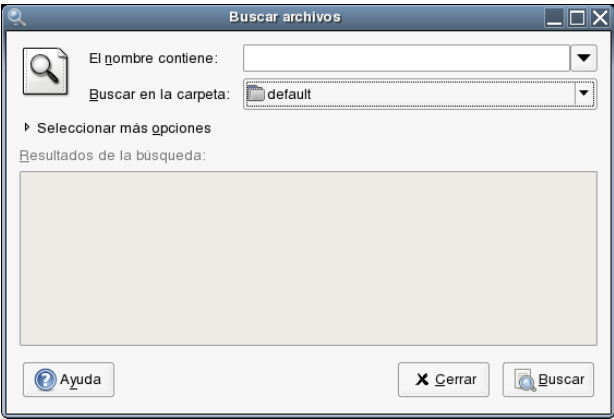 Buscar archivos
El nombre contiene:
Buscar en la carpeta: default
Seleccionar más opciones
Resultados de la búsqueda:
Ayuda Cerrar Buscar